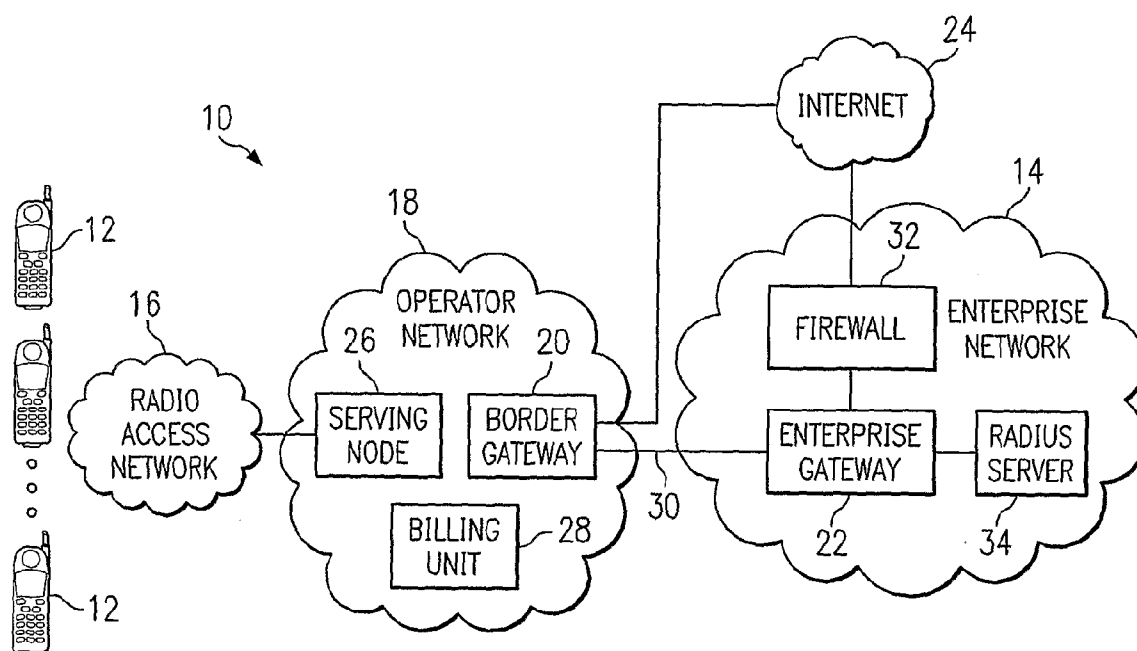 24
INTERNET
10
18
14
12
32
OPERATOR
NETWORK
FIREWALL
ENTERPRISE
NETWORK
16
26
20
RADIO
ACCESS
NETWORK
SERVING
NODE
BORDER
GATEWAY
ENTERPRISE
GATEWAY
RADIUS
SERVER
30
22
34
BILLING
UNIT
28
12